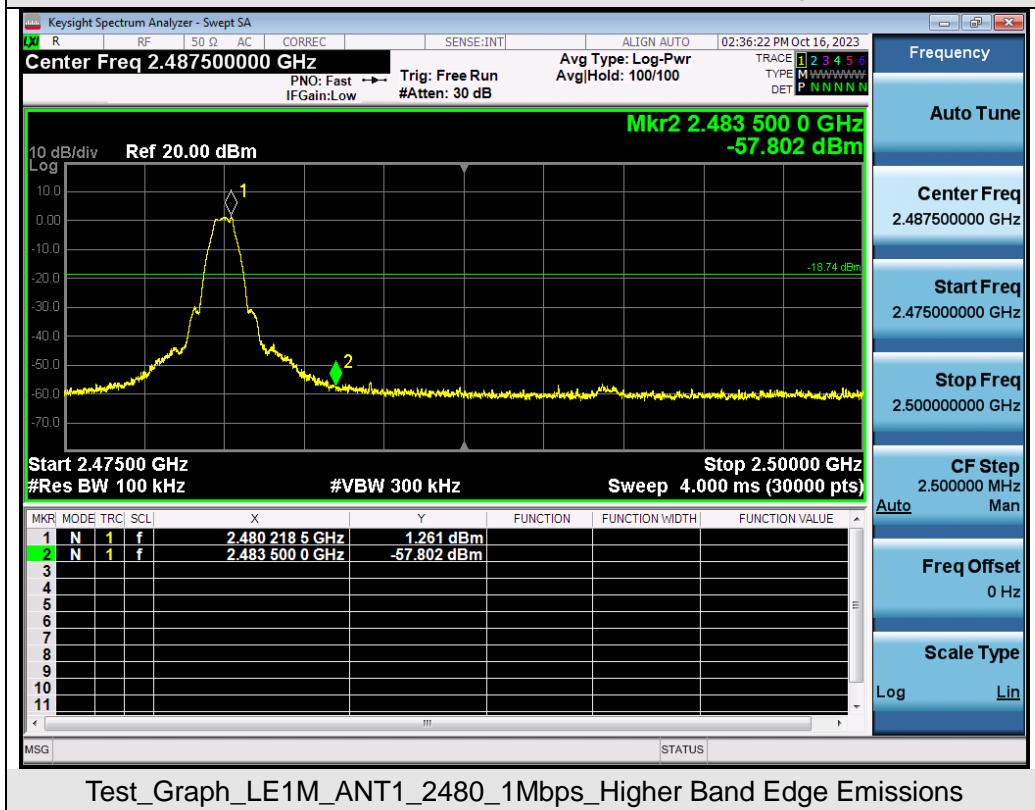 Keysight Spectrum Analyzer - Swept SA
LXI R RF 50 Ω AC CORREC SENSE:INT ALIGN AUTO 02:36:22 PM Oct 16, 2023
Center Freq 2.487500000 GHz
PNO: Fast
IFGain:Low
Trig: Free Run
#Atten: 30 dB
Avg Type: Log-Pwr
Avg|Hold: 100/100
TRACE 1 2 3 4 5 6
TYPE M WWWWW
DET P N N N N N
Mkr2 2.483 500 0 GHz
-57.802 dBm
10 dB/div Ref 20.00 dBm
Log
10.0
0.00
-10.0
-20.0
-30.0
-40.0
-50.0
-60.0
-70.0
1
-18.74 dBm
2
Start 2.47500 GHz Stop 2.50000 GHz
#Res BW 100 kHz #VBW 300 kHz Sweep 4.000 ms (30000 pts)
MKR MODE TRC SCL X Y FUNCTION FUNCTION WIDTH FUNCTION VALUE
1 N 1 f 2.480 218 5 GHz 1.261 dBm
2 N 1 f 2.483 500 0 GHz -57.802 dBm
3
4
5
6
7
8
9
10
11
MSG STATUS
Frequency
Auto Tune
Center Freq
2.487500000 GHz
Start Freq
2.475000000 GHz
Stop Freq
2.500000000 GHz
CF Step
2.500000 MHz
Auto Man
Freq Offset
0 Hz
Scale Type
Log Lin
Test_Graph_LE1M_ANT1_2480_1Mbps_Higher Band Edge Emissions